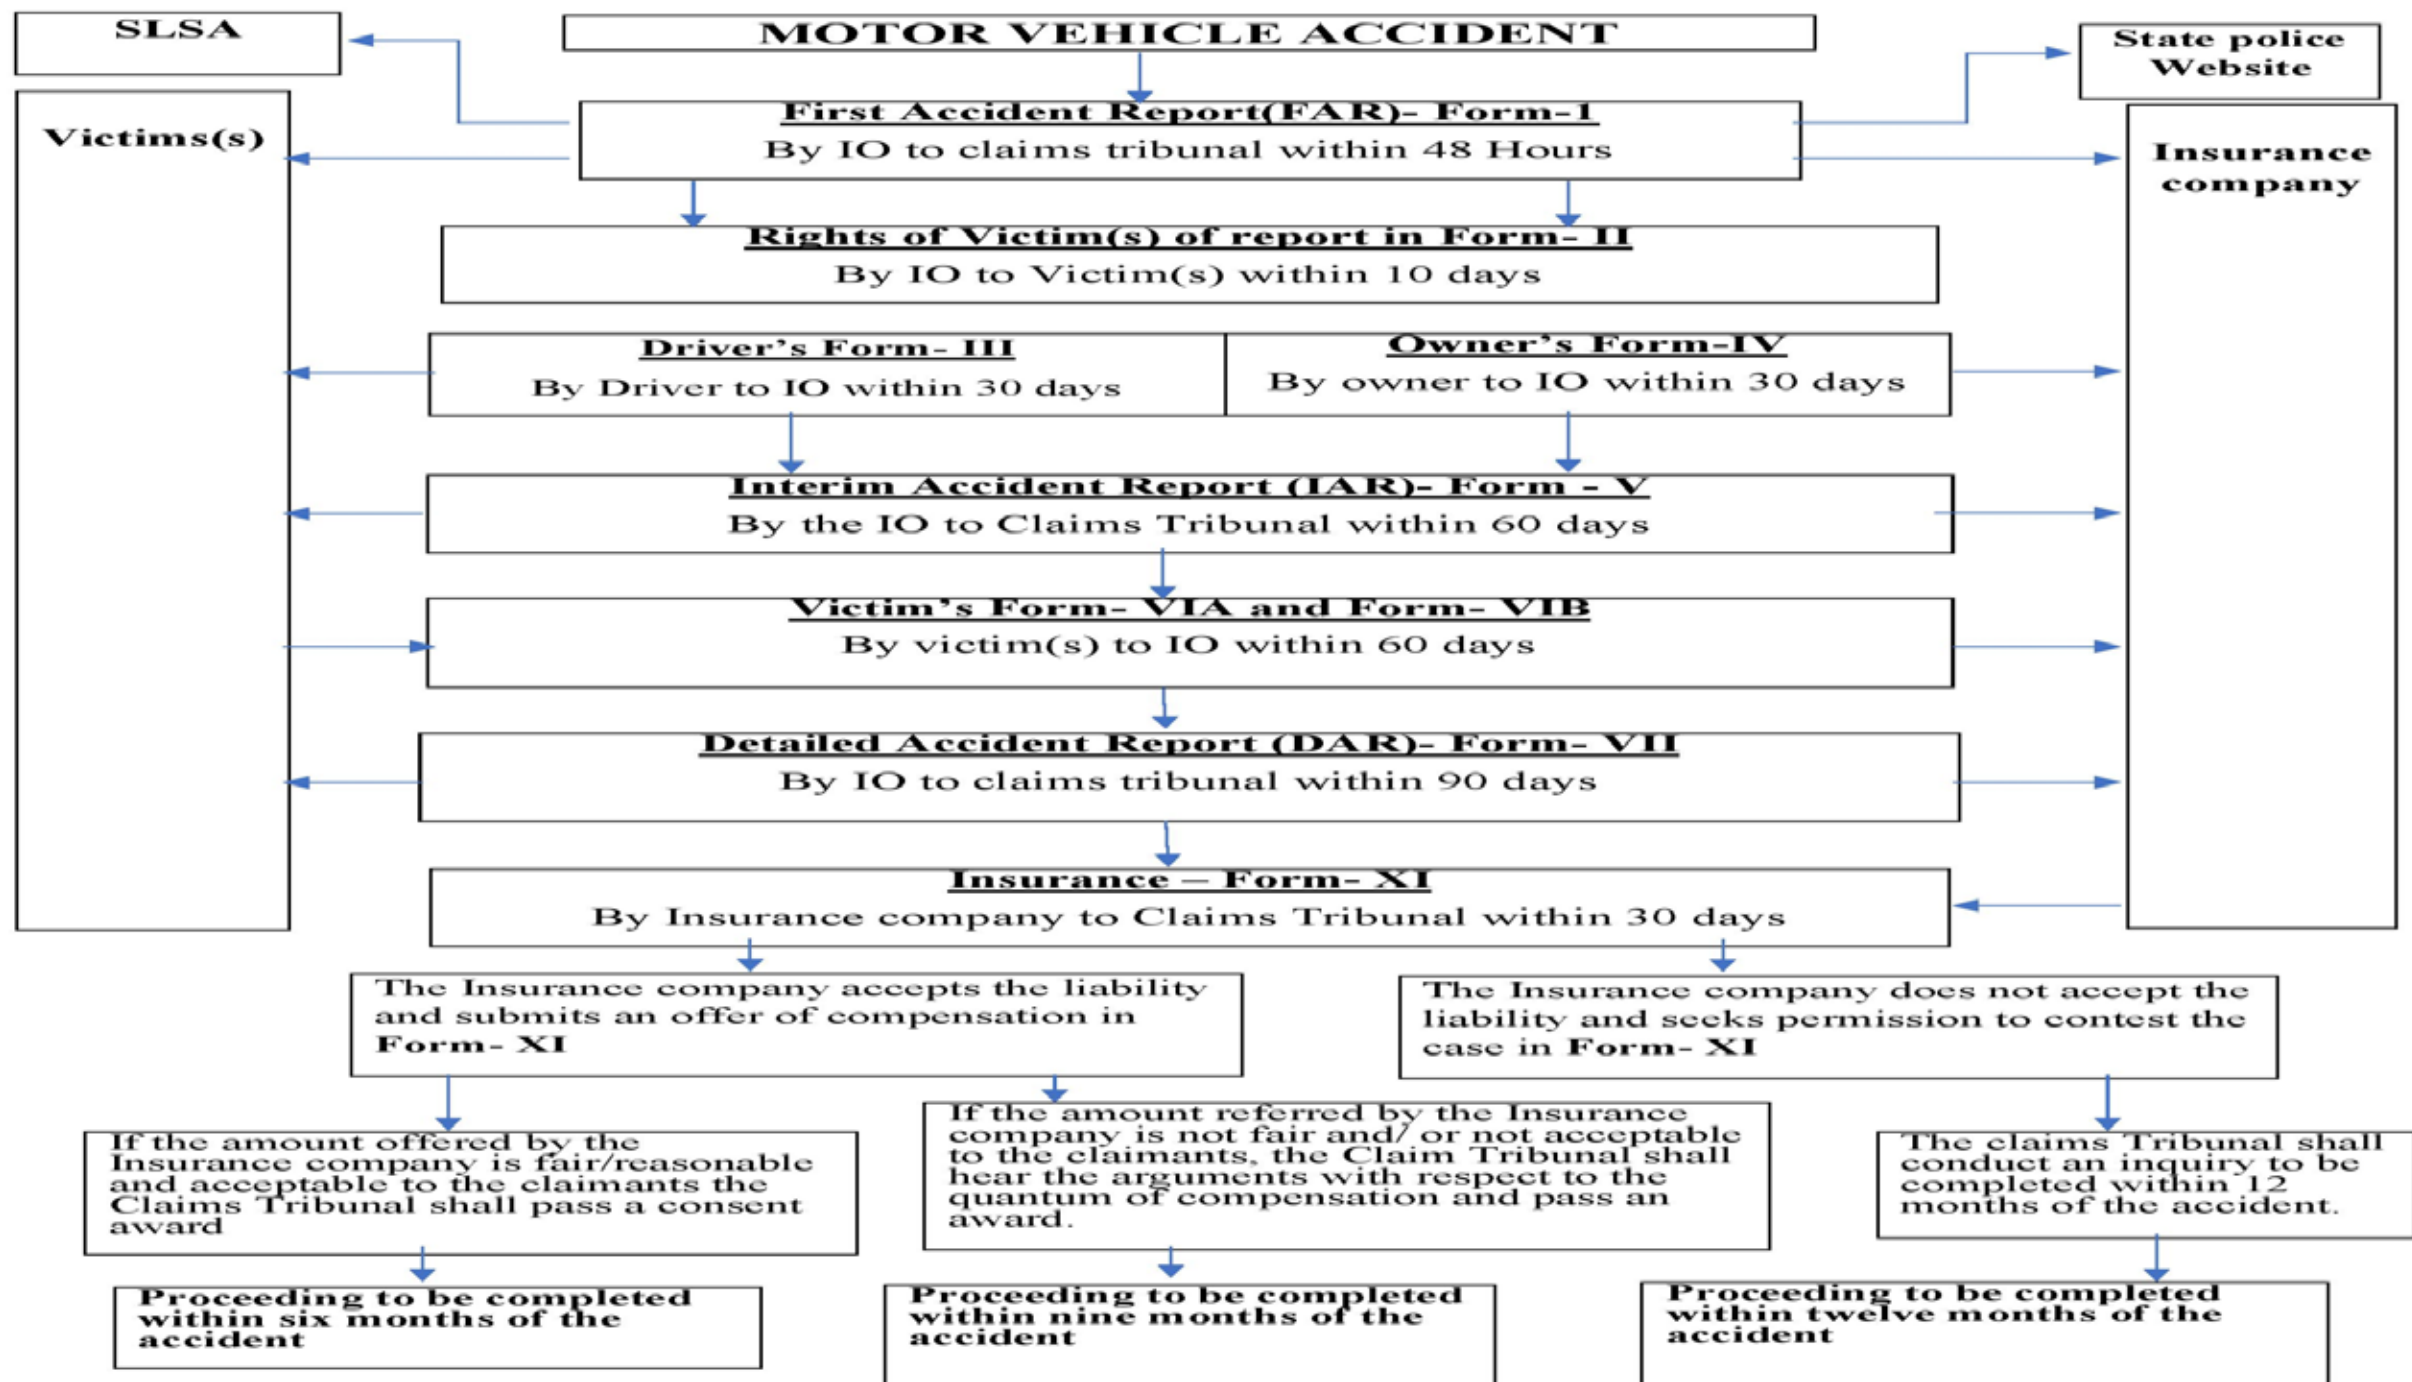 SLSA
MOTOR VEHICLE ACCIDENT
State police
Website
Victims(s)
First Accident Report(FAR)- Form-1
By IO to claims tribunal within 48 Hours
Insurance
company
Rights of Victim(s) of report in Form- II
By IO to Victim(s) within 10 days
Driver's Form- III
By Driver to IO within 30 days
Owner's Form-IV
By owner to IO within 30 days
Interim Accident Report (IAR)- Form - V
By the IO to Claims Tribunal within 60 days
Victim's Form- VIA and Form- VIB
By victim(s) to IO within 60 days
Detailed Accident Report (DAR)- Form- VII
By IO to claims tribunal within 90 days
Insurance – Form- XI
By Insurance company to Claims Tribunal within 30 days
The Insurance company accepts the liability
and submits an offer of compensation in
Form- XI
The Insurance company does not accept the
liability and seeks permission to contest the
case in Form- XI
If the amount offered by the
Insurance company is fair/reasonable
and acceptable to the claimants the
Claims Tribunal shall pass a consent
award
If the amount referred by the Insurance
company is not fair and/ or not acceptable
to the claimants, the Claim Tribunal shall
hear the arguments with respect to the
quantum of compensation and pass an
award.
The claims Tribunal shall
conduct an inquiry to be
completed within 12
months of the accident.
Proceeding to be completed
within six months of the
accident
Proceeding to be completed
within nine months of the
accident
Proceeding to be completed
within twelve months of the
accident